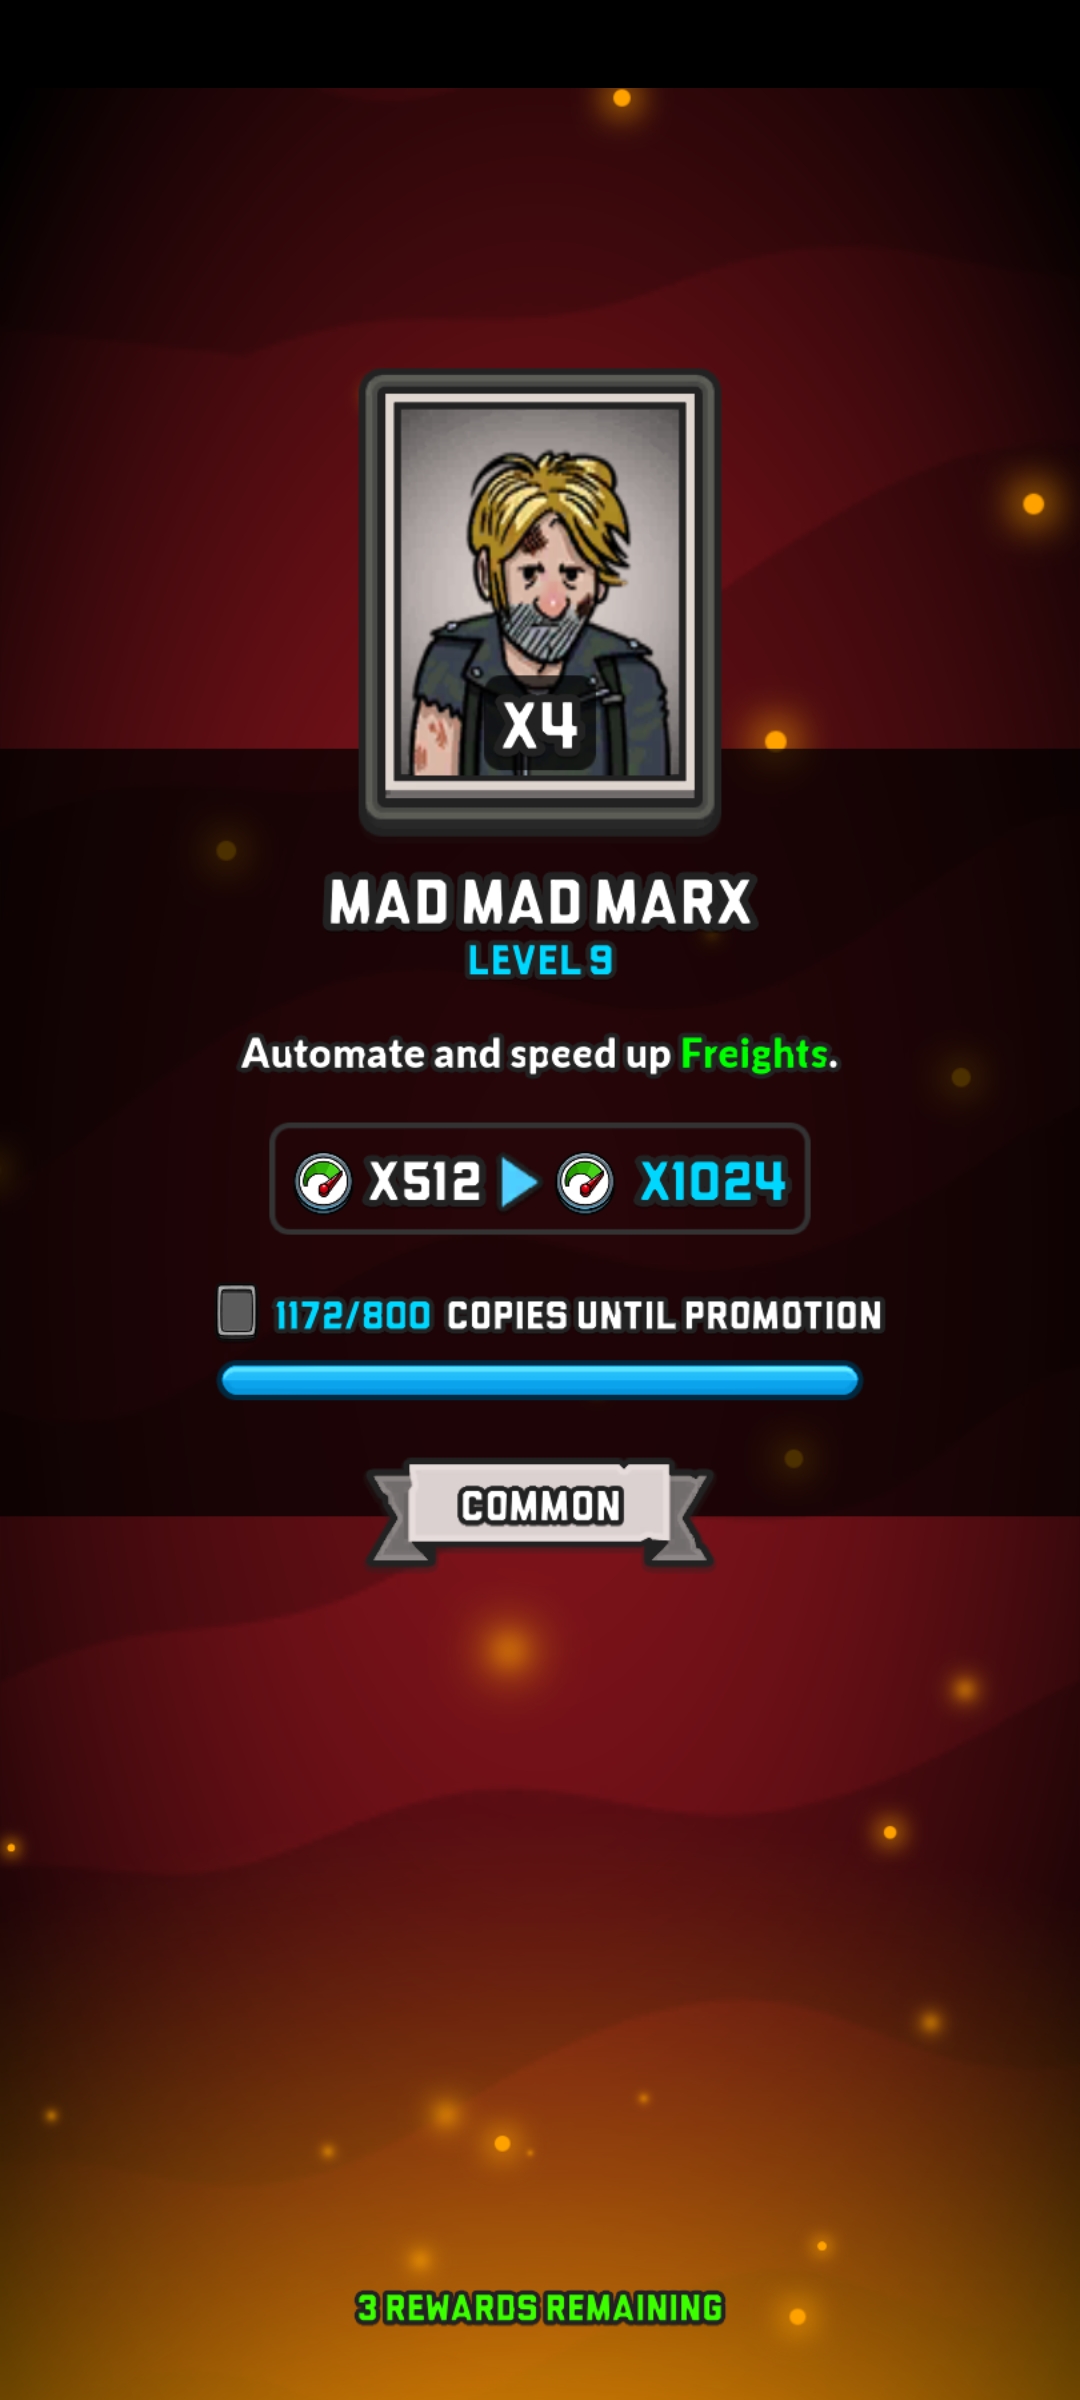 X4
MAD MAD MARX
LEVEL 9
Automate and speed up Freights.
X512 X1024
1172/800 COPIES UNTIL PROMOTION
COMMON
3 REWARDS REMAINING